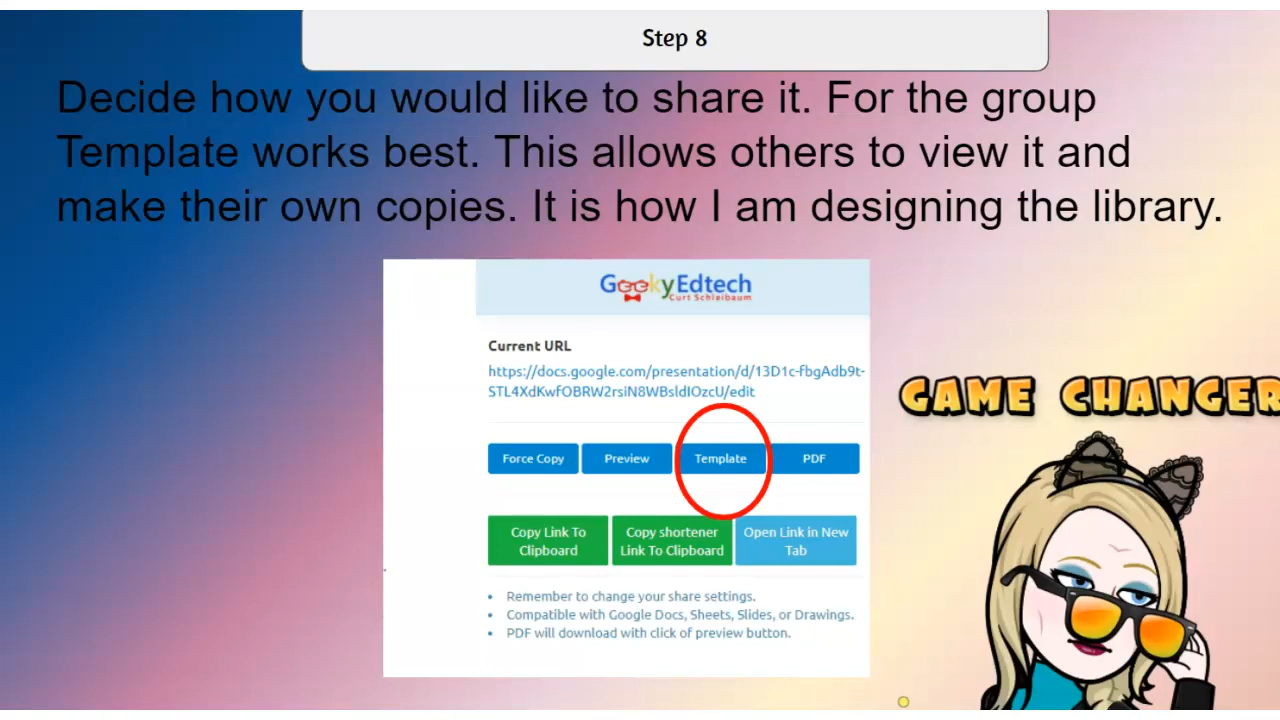 Step 8
Decide how you would like to share it. For the group
Template works best. This allows others to view it and
make their own copies. It is how I am designing the library.
GeekyEdtech
Curt Schleibaum
Current URL
https://docs.google.com/presentation/d/13D1c-fbgAdb9t-
STL4XdKwfOBRW2rsiN8WBsldIOzcU/edit
Force Copy Preview Template PDF
Copy Link To Clipboard
Copy shortener Link To Clipboard
Open Link in New Tab
Remember to change your share settings.
Compatible with Google Docs, Sheets, Slides, or Drawings.
PDF will download with click of preview button.
GAME CHANGER